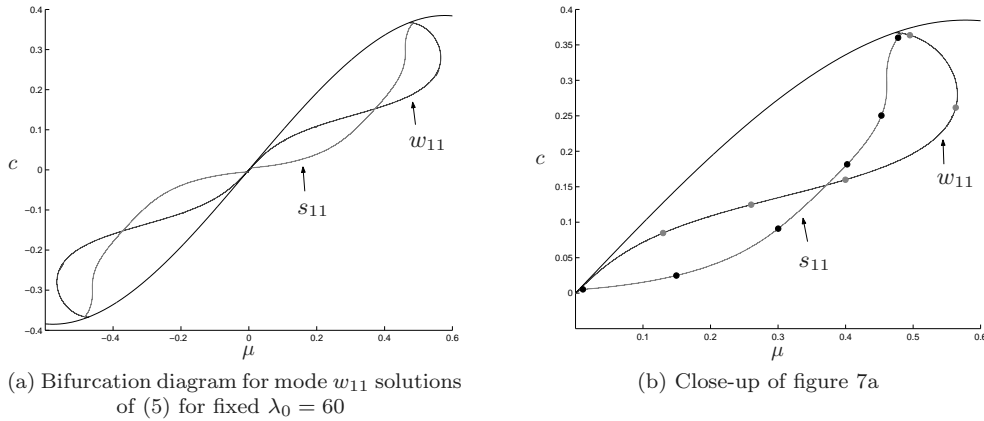 0.4
0.3
0.2
0.1
0
−0.1
−0.2
−0.3
−0.4
c
−0.4
−0.2
0
0.2
0.4
0.6
μ
w₁₁
s₁₁
(a) Bifurcation diagram for mode w₁₁ solutions
of (5) for fixed λ₀ = 60
0.4
0.35
0.3
0.25
0.2
0.15
0.1
0.05
0
c
0.1
0.2
0.3
0.4
0.5
0.6
μ
w₁₁
s₁₁
(b) Close-up of figure 7a